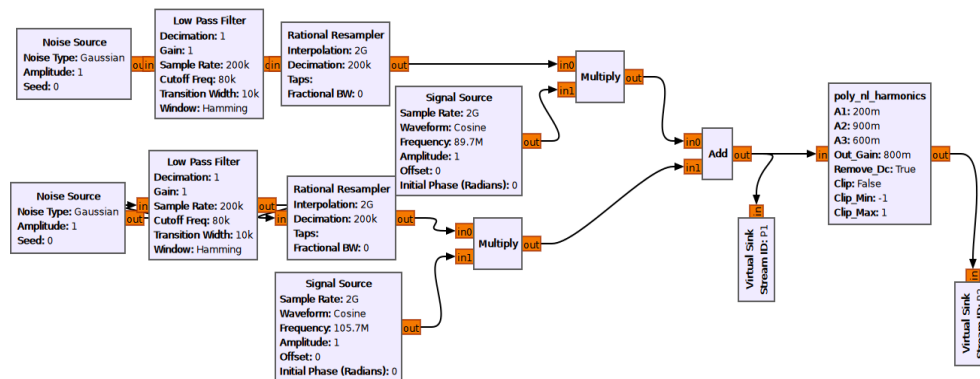 Noise Source
Noise Type: Gaussian
Amplitude: 1
Seed: 0
out
in
Low Pass Filter
Decimation: 1
Gain: 1
Sample Rate: 200k
Cutoff Freq: 80k
Transition Width: 10k
Window: Hamming
in
Rational Resampler
Interpolation: 2G
Decimation: 200k
Taps:
Fractional BW: 0
out
Signal Source
Sample Rate: 2G
Waveform: Cosine
Frequency: 89.7M
Amplitude: 1
Offset: 0
Initial Phase (Radians): 0
out
in0
in1
Multiply
out
Noise Source
Noise Type: Gaussian
Amplitude: 1
Seed: 0
out
in
Low Pass Filter
Decimation: 1
Gain: 1
Sample Rate: 200k
Cutoff Freq: 80k
Transition Width: 10k
Window: Hamming
in
Rational Resampler
Interpolation: 2G
Decimation: 200k
Taps:
Fractional BW: 0
out
Signal Source
Sample Rate: 2G
Waveform: Cosine
Frequency: 105.7M
Amplitude: 1
Offset: 0
Initial Phase (Radians): 0
out
in0
in1
Multiply
out
in0
in1
Add
out
in
Virtual Sink
Stream ID: P1
in
poly_nl_harmonics
A1: 200m
A2: 900m
A3: 600m
Out_Gain: 800m
Remove_Dc: True
Clip: False
Clip_Min: -1
Clip_Max: 1
out
in
Virtual Sink
Stream ID: